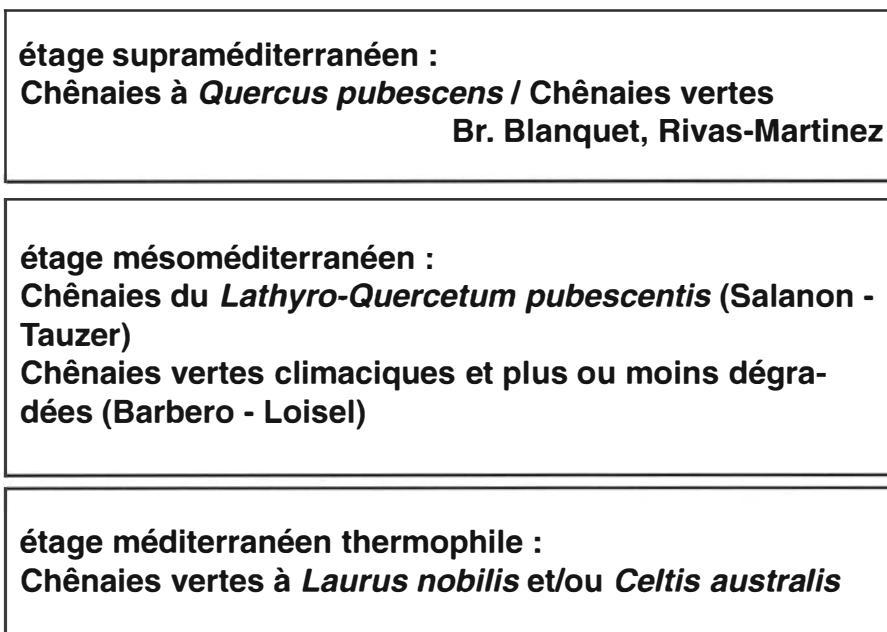 étage supraméditerranéen :
Chênaies à Quercus pubescens / Chênaies vertes
Br. Blanquet, Rivas-Martinez
étage mésoméditerranéen :
Chênaies du Lathyro-Quercetum pubescentis (Salanon -
Tauzer)
Chênaies vertes climaciques et plus ou moins dégra-
dées (Barbero - Loisel)
étage méditerranéen thermophile :
Chênaies vertes à Laurus nobilis et/ou Celtis australis